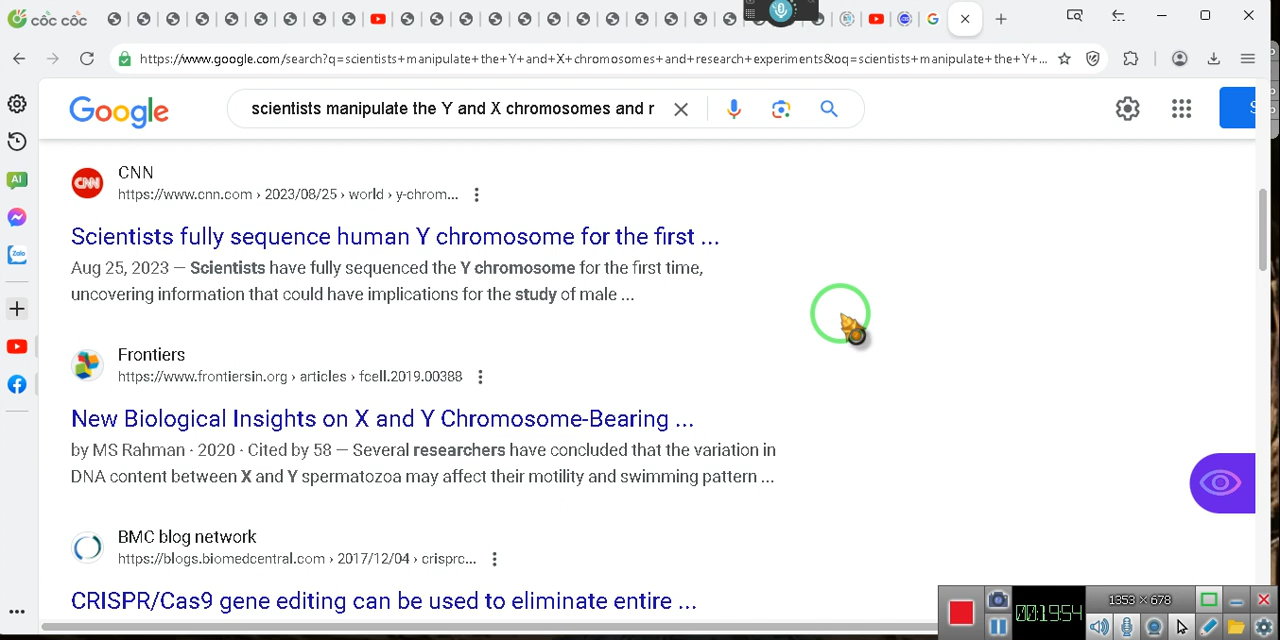 cốc cốc
https://www.google.com/search?q=scientists+manipulate+the+Y+and+X+chromosomes+and+research+experiments&oq=scientists+manipulate+the+Y+...
Google
scientists manipulate the Y and X chromosomes and r
S
AI
Zalo
CNN
CNN
https://www.cnn.com › 2023/08/25 › world › y-chrom...
Scientists fully sequence human Y chromosome for the first ...
Aug 25, 2023 — Scientists have fully sequenced the Y chromosome for the first time,
uncovering information that could have implications for the study of male ...
Frontiers
https://www.frontiersin.org › articles › fcell.2019.00388
New Biological Insights on X and Y Chromosome-Bearing ...
by MS Rahman · 2020 · Cited by 58 — Several researchers have concluded that the variation in
DNA content between X and Y spermatozoa may affect their motility and swimming pattern ...
BMC blog network
https://blogs.biomedcentral.com › 2017/12/04 › crisprc...
CRISPR/Cas9 gene editing can be used to eliminate entire ...
00:19:54
1353 × 678